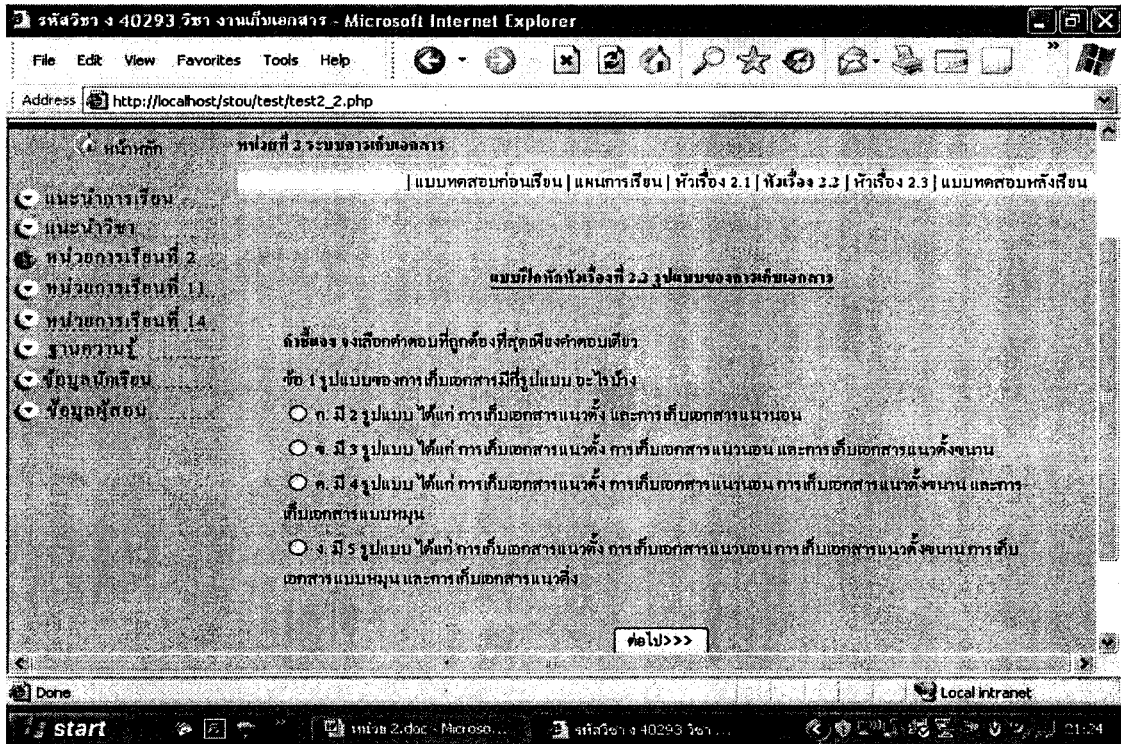 รหัสวิชา ง 40293 วิชา งานเก็บเอกสาร - Microsoft Internet Explorer
File Edit View Favorites Tools Help
Address http://localhost/stou/test/test2_2.php
หน้าหลัก
หน่วยที่ 2 ระบบการเก็บเอกสาร
| แบบทดสอบก่อนเรียน | แผนการเรียน | หัวเรื่อง 2.1 | หัวเรื่อง 2.2 | หัวเรื่อง 2.3 | แบบทดสอบหลังเรียน
แนะนำการเรียน
แนะนำวิชา
หน่วยการเรียนที่ 2
หน่วยการเรียนที่ 11
หน่วยการเรียนที่ 14
ฐานความรู้
ข้อมูลนักเรียน
ข้อมูลผู้สอน
แบบฝึกหัดหัวเรื่องที่ 2.2 รูปแบบของการเก็บเอกสาร
คำชี้แจง จงเลือกคำตอบที่ถูกต้องที่สุดเพียงคำตอบเดียว
ข้อ 1 รูปแบบของการเก็บเอกสารมีกี่รูปแบบ อะไรบ้าง
ก. มี 2 รูปแบบ ได้แก่ การเก็บเอกสารแนวตั้ง และการเก็บเอกสารแนวนอน
ข. มี 3 รูปแบบ ได้แก่ การเก็บเอกสารแนวตั้ง การเก็บเอกสารแนวนอน และการเก็บเอกสารแนวตั้งขนาน
ค. มี 4 รูปแบบ ได้แก่ การเก็บเอกสารแนวตั้ง การเก็บเอกสารแนวนอน การเก็บเอกสารแนวตั้งขนาน และการ
เก็บเอกสารแบบหมุน
ง. มี 5 รูปแบบ ได้แก่ การเก็บเอกสารแนวตั้ง การเก็บเอกสารแนวนอน การเก็บเอกสารแนวตั้งขนาน การเก็บ
เอกสารแบบหมุน และการเก็บเอกสารแนวดิ่ง
ต่อไป>>>
Done
Local intranet
start
หน่วย 2.doc - Microso...
รหัสวิชา ง 40293 วิชา ...
21:24